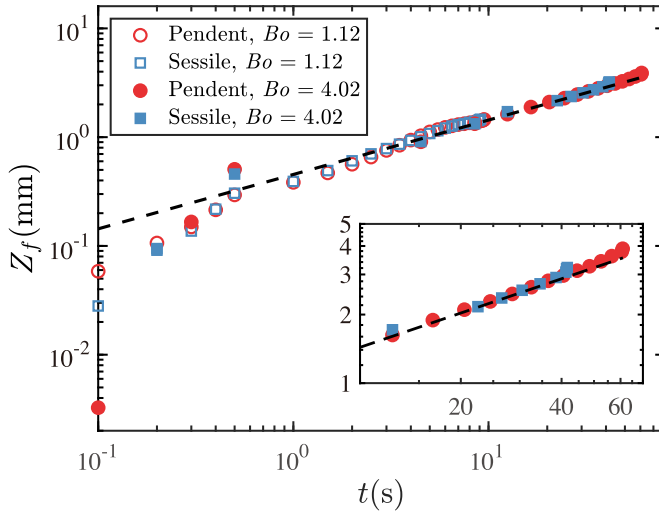 10^1
10^0
10^-1
10^-2
Z_f(mm)
Pendent, Bo = 1.12
Sessile, Bo = 1.12
Pendent, Bo = 4.02
Sessile, Bo = 4.02
5
4
3
2
1
20 40 60
10^-1 10^0 10^1
t(s)